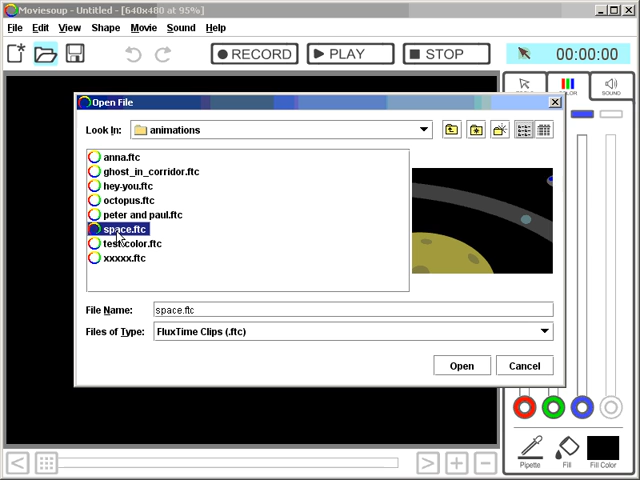 Moviesoup - Untitled - [640x480 at 95%]
File Edit View Shape Movie Sound Help
RECORD PLAY STOP 00:00:00
SOUND
Open File
Look In: animations
anna.ftc
ghost_in_corridor.ftc
hey-you.ftc
octopus.ftc
peter and paul.ftc
space.ftc
test-color.ftc
xxxxx.ftc
File Name: space.ftc
Files of Type: FluxTime Clips (.ftc)
Open Cancel
Pipette Fill Fill Color